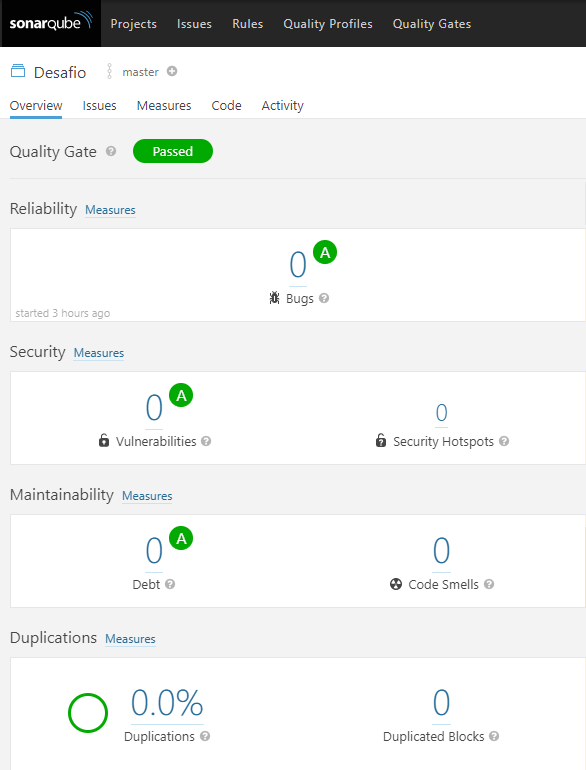 sonarqube Projects Issues Rules Quality Profiles Quality Gates
Desafio master
Overview Issues Measures Code Activity
Quality Gate ? Passed
Reliability Measures
0 A
Bugs ?
started 3 hours ago
Security Measures
0 A 0
Vulnerabilities ? Security Hotspots ?
Maintainability Measures
0 A 0
Debt ? Code Smells ?
Duplications Measures
0.0% 0
Duplications ? Duplicated Blocks ?